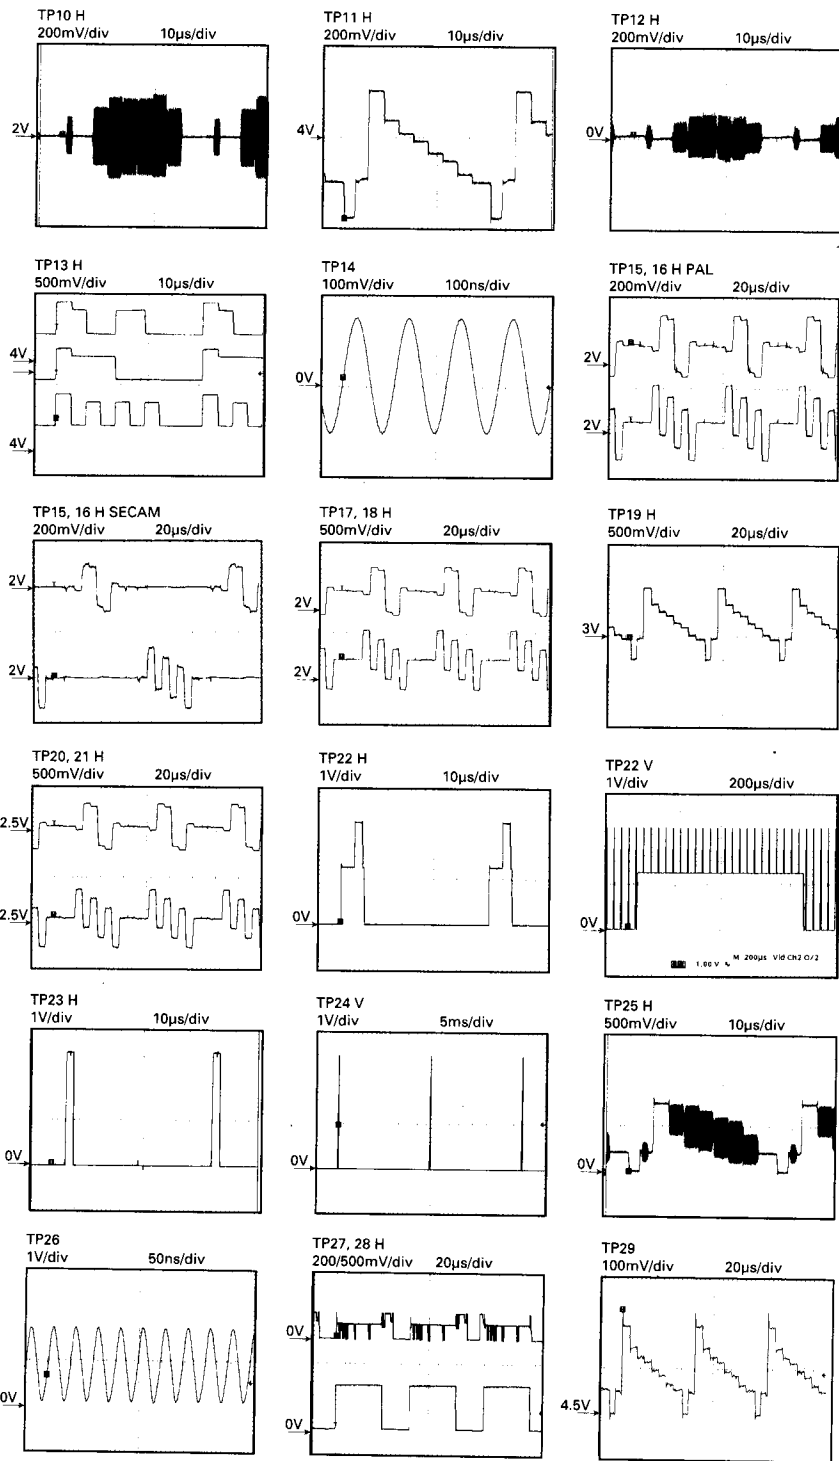 TP10 H
200mV/div 10µs/div
2V
TP11 H
200mV/div 10µs/div
4V
TP12 H
200mV/div 10µs/div
0V
TP13 H
500mV/div 10µs/div
4V
4V
TP14
100mV/div 100ns/div
0V
TP15, 16 H PAL
200mV/div 20µs/div
2V
2V
TP15, 16 H SECAM
200mV/div 20µs/div
2V
2V
TP17, 18 H
500mV/div 20µs/div
2V
2V
TP19 H
500mV/div 20µs/div
3V
TP20, 21 H
500mV/div 20µs/div
2.5V
2.5V
TP22 H
1V/div 10µs/div
0V
TP22 V
1V/div 200µs/div
0V
1.00 V M 200µs Vid Ch2 O/2
TP23 H
1V/div 10µs/div
0V
TP24 V
1V/div 5ms/div
0V
TP25 H
500mV/div 10µs/div
0V
TP26
1V/div 50ns/div
0V
TP27, 28 H
200/500mV/div 20µs/div
0V
0V
TP29
100mV/div 20µs/div
4.5V